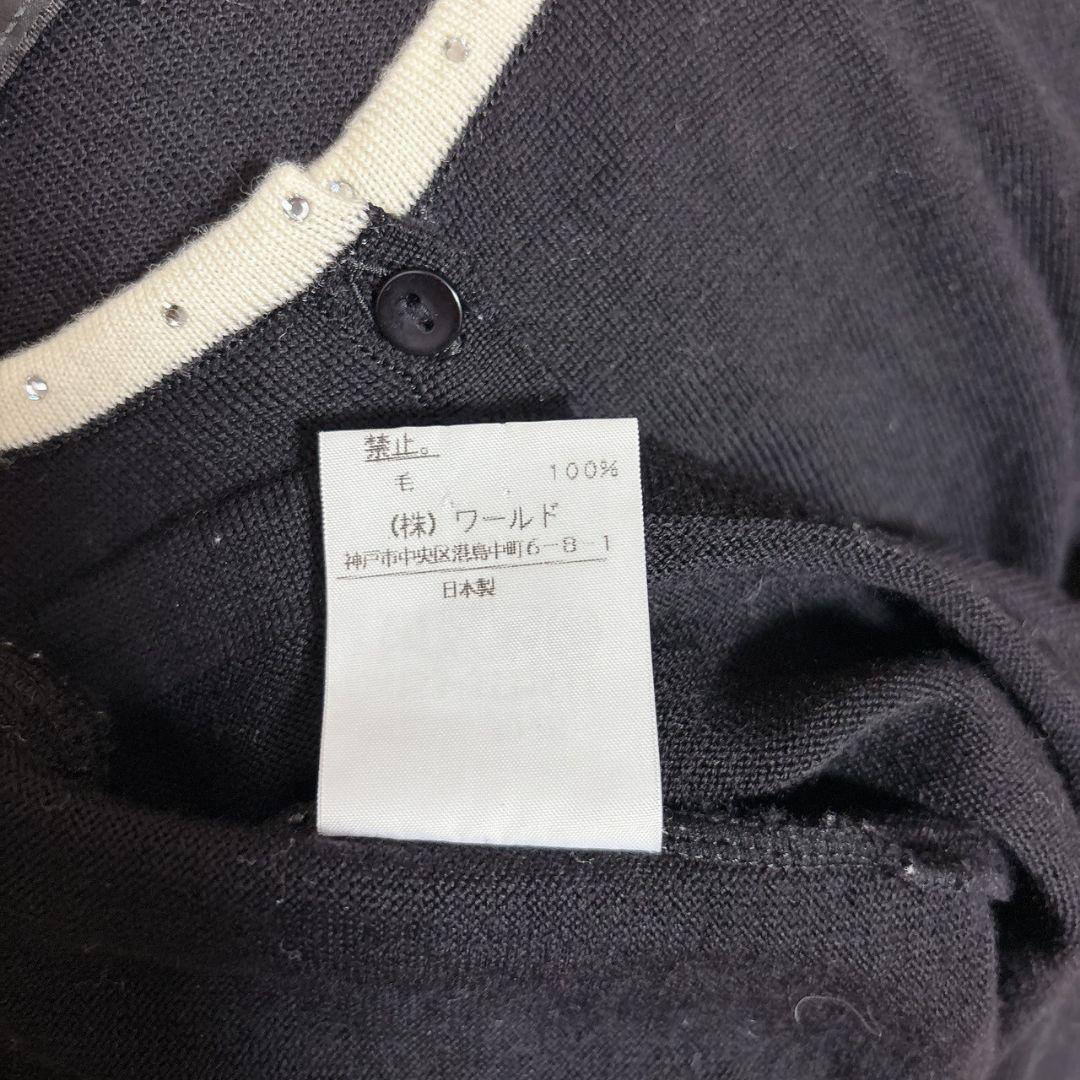 禁止。
毛 100%
(株) ワールド
神戸市中央区港島中町6-8-1
日本製